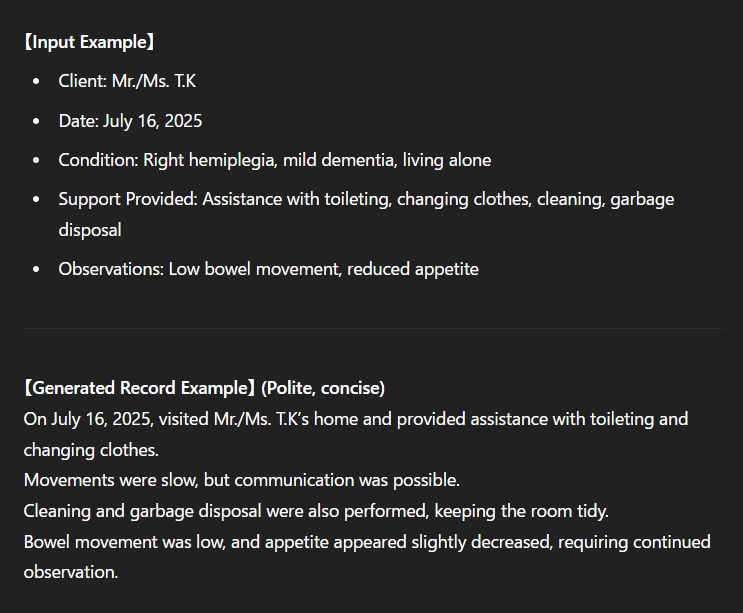 【Input Example】
• Client: Mr./Ms. T.K
• Date: July 16, 2025
• Condition: Right hemiplegia, mild dementia, living alone
• Support Provided: Assistance with toileting, changing clothes, cleaning, garbage
disposal
• Observations: Low bowel movement, reduced appetite
【Generated Record Example】 (Polite, concise)
On July 16, 2025, visited Mr./Ms. T.K’s home and provided assistance with toileting and
changing clothes.
Movements were slow, but communication was possible.
Cleaning and garbage disposal were also performed, keeping the room tidy.
Bowel movement was low, and appetite appeared slightly decreased, requiring continued
observation.